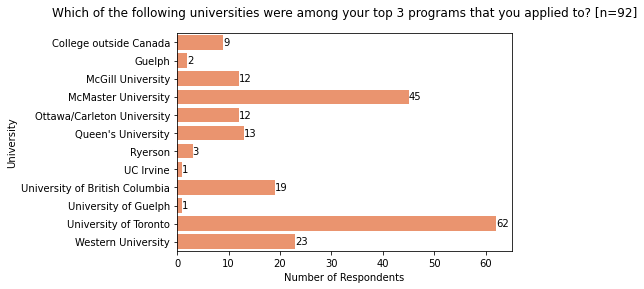 Which of the following universities were among your top 3 programs that you applied to? [n=92]
College outside Canada 9
Guelph 2
McGill University 12
McMaster University 45
Ottawa/Carleton University 12
Queen's University 13
Ryerson 3
UC Irvine 1
University of British Columbia 19
University of Guelph 1
University of Toronto 62
Western University 23
University
0 10 20 30 40 50 60
Number of Respondents